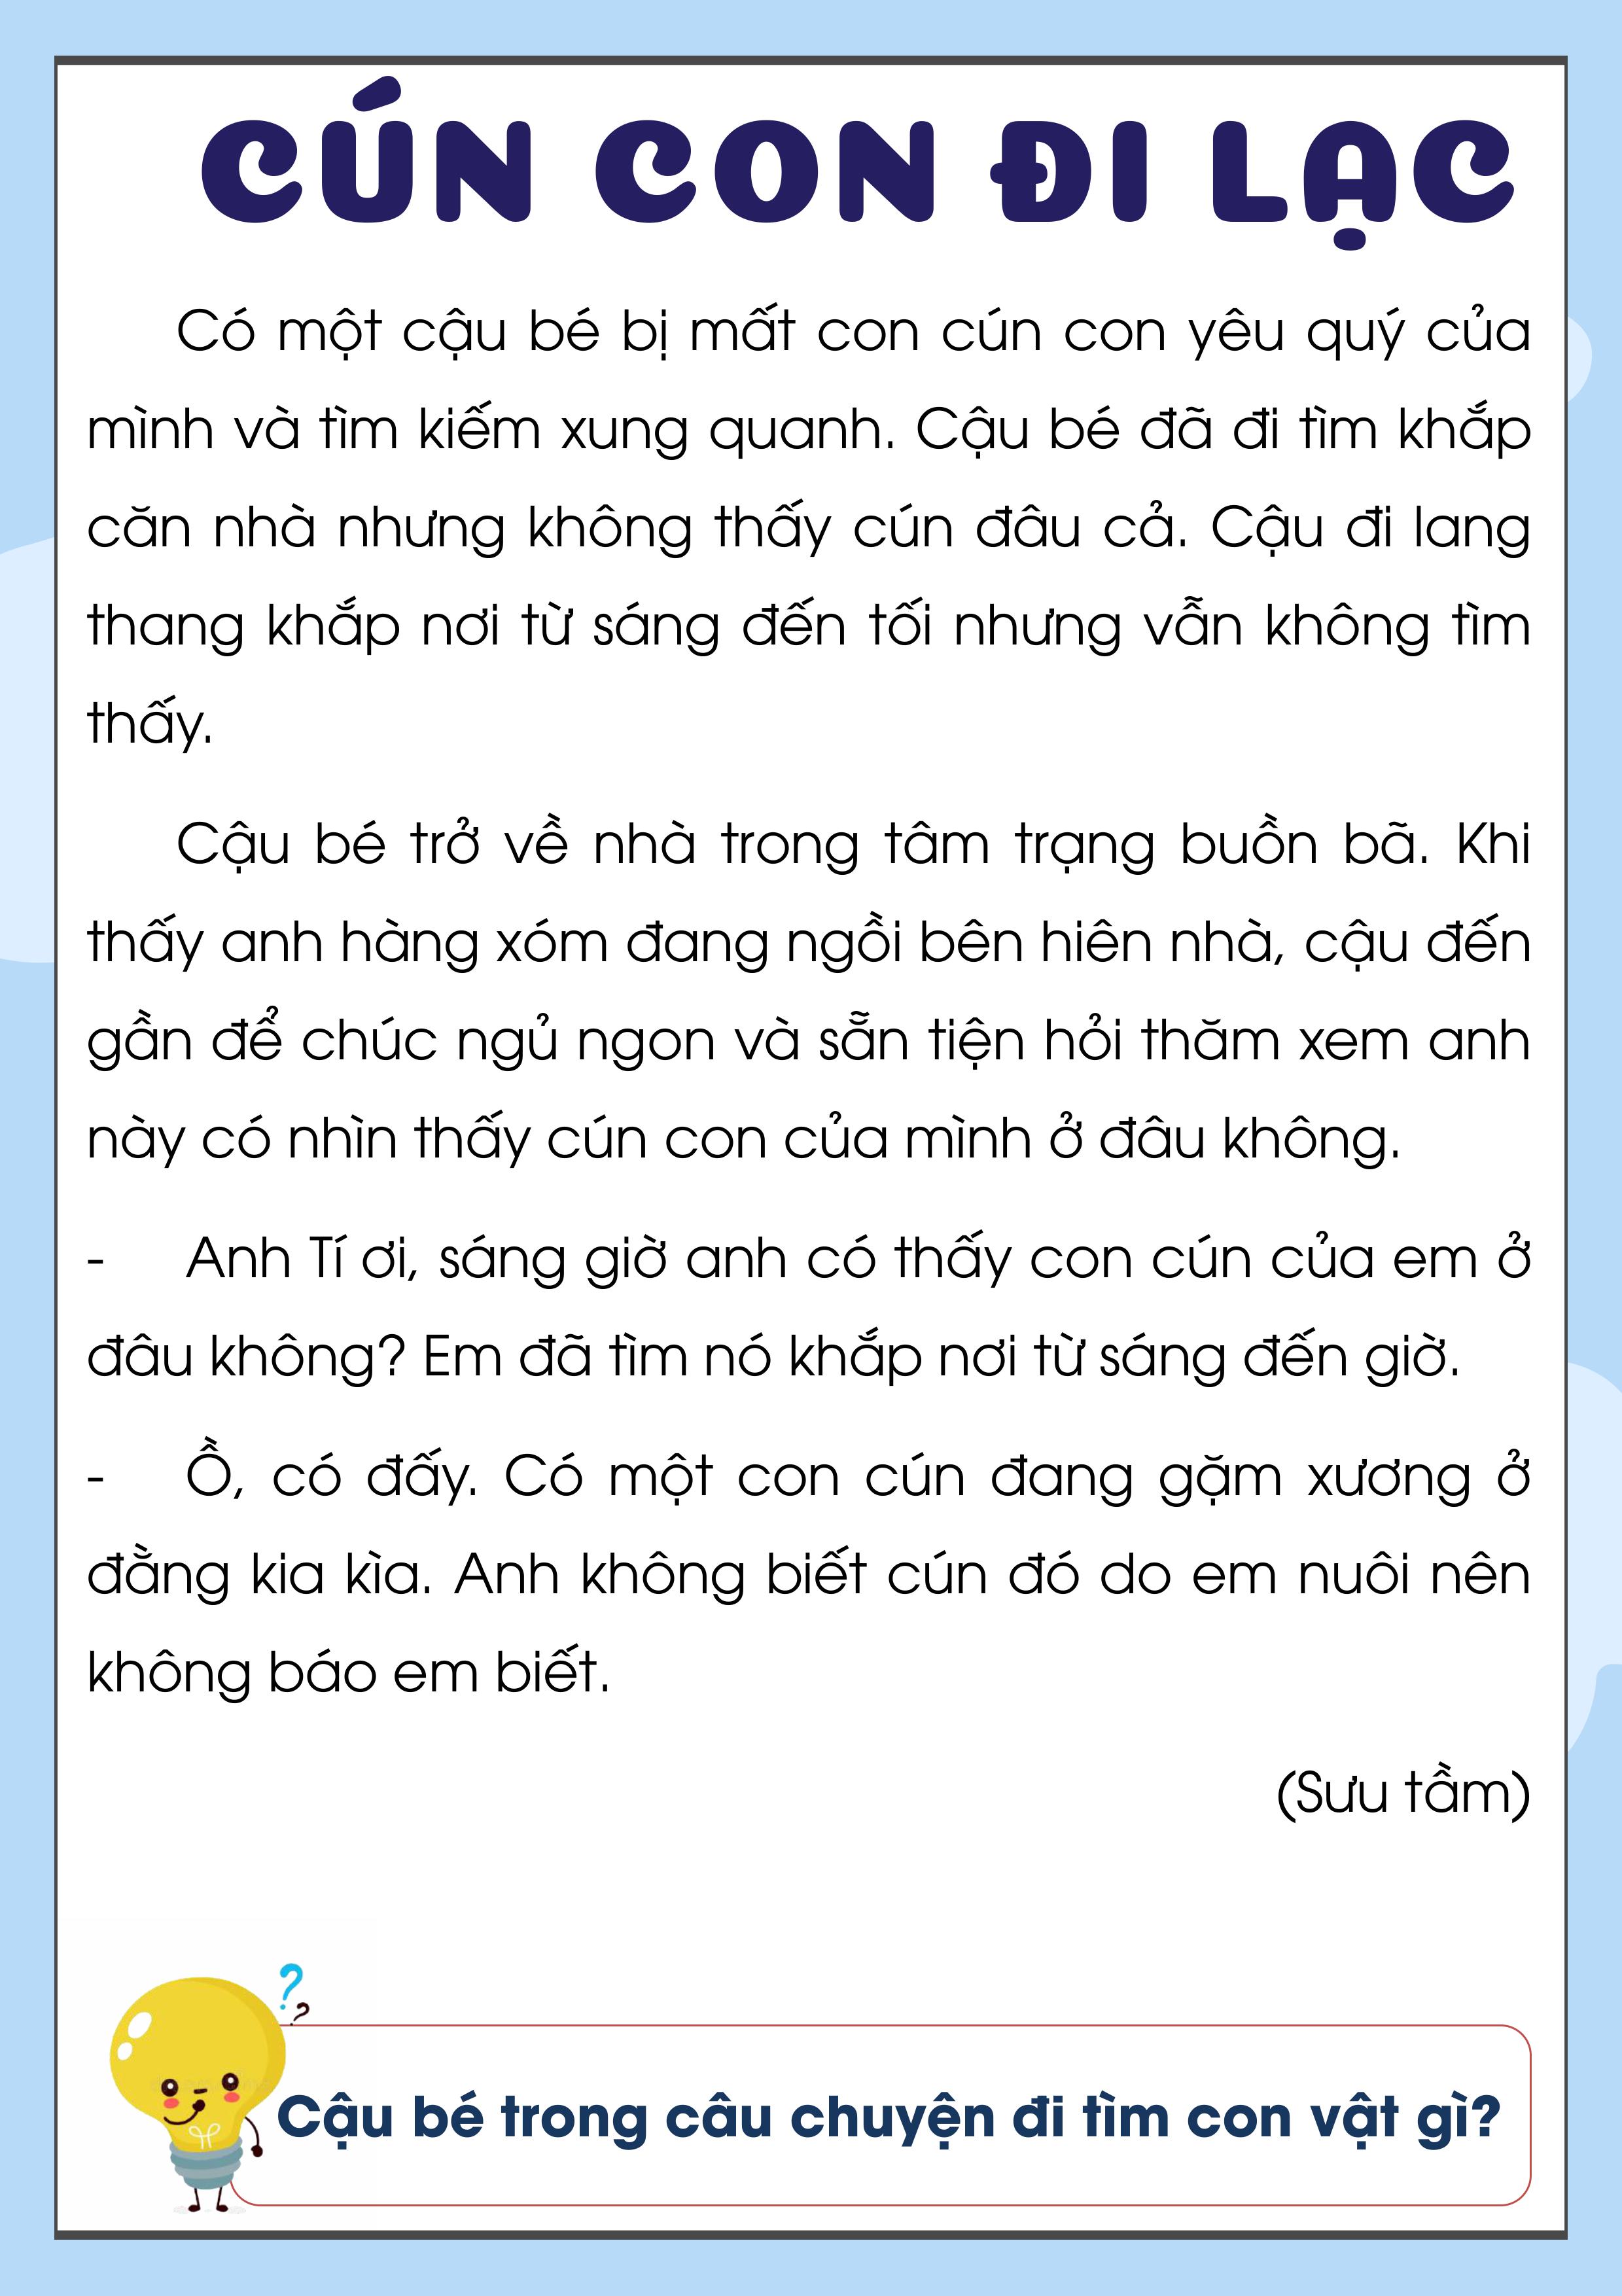 CÚN CON ĐI LẠC
Có một cậu bé bị mất con cún con yêu quý của
mình và tìm kiếm xung quanh. Cậu bé đã đi tìm khắp
căn nhà nhưng không thấy cún đâu cả. Cậu đi lang
thang khắp nơi từ sáng đến tối nhưng vẫn không tìm
thấy.
Cậu bé trở về nhà trong tâm trạng buồn bã. Khi
thấy anh hàng xóm đang ngồi bên hiên nhà, cậu đến
gần để chúc ngủ ngon và sẵn tiện hỏi thăm xem anh
này có nhìn thấy cún con của mình ở đâu không.
- Anh Tí ơi, sáng giờ anh có thấy con cún của em ở
đâu không? Em đã tìm nó khắp nơi từ sáng đến giờ.
- Ồ, có đấy. Có một con cún đang gặm xương ở
đằng kia kìa. Anh không biết cún đó do em nuôi nên
không báo em biết.
(Sưu tầm)
??
Cậu bé trong câu chuyện đi tìm con vật gì?